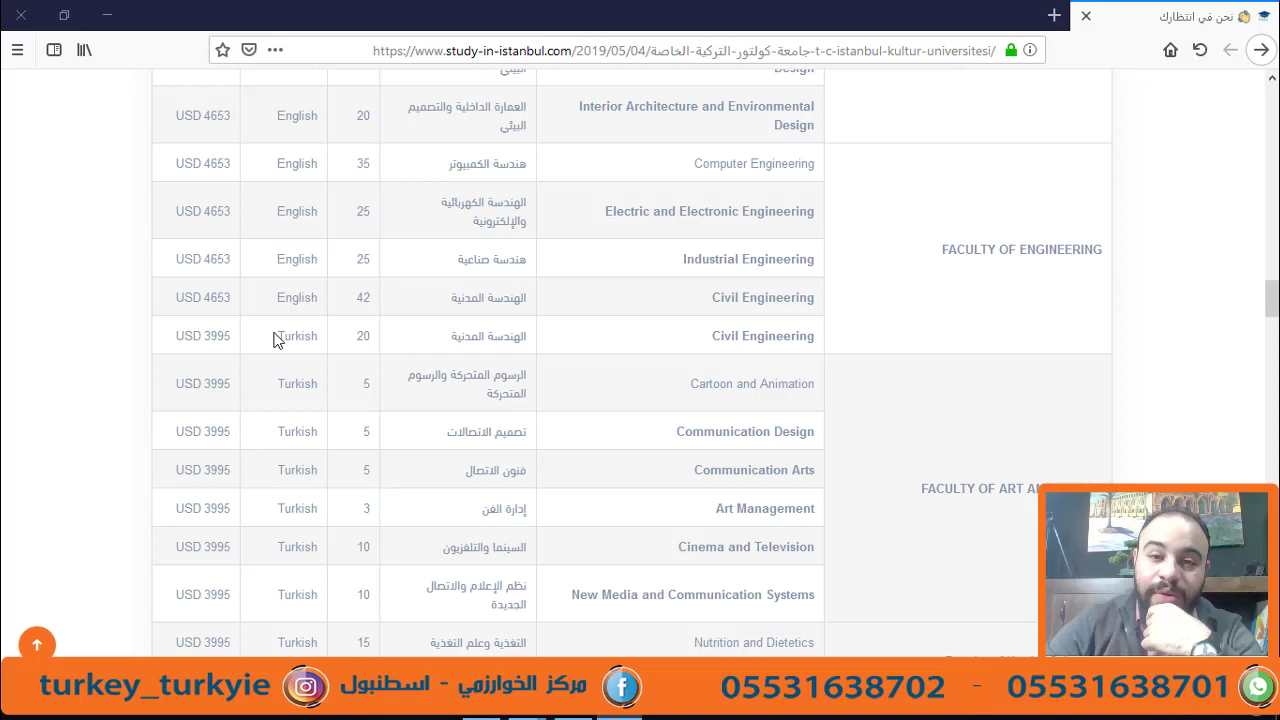 نحن في انتظارك
https://www.study-in-istanbul.com/2019/05/04/جامعة-كولتور-التركية-الخاصة-t-c-istanbul-kultur-universitesi/
Design
البيئي
Interior Architecture and Environmental
Design
العمارة الداخلية والتصميم
البيئي
20
English
USD 4653
FACULTY OF ENGINEERING
Computer Engineering
هندسة الكمبيوتر
35
English
USD 4653
Electric and Electronic Engineering
الهندسة الكهربائية
والإلكترونية
25
English
USD 4653
Industrial Engineering
هندسة صناعية
25
English
USD 4653
Civil Engineering
الهندسة المدنية
42
English
USD 4653
Civil Engineering
الهندسة المدنية
20
Turkish
USD 3995
FACULTY OF ART
Cartoon and Animation
الرسوم المتحركة والرسوم
المتحركة
5
Turkish
USD 3995
Communication Design
تصميم الاتصالات
5
Turkish
USD 3995
Communication Arts
فنون الاتصال
5
Turkish
USD 3995
Art Management
إدارة الفن
3
Turkish
USD 3995
Cinema and Television
السينما والتلفزيون
10
Turkish
USD 3995
New Media and Communication Systems
نظم الإعلام والاتصال
الجديدة
10
Turkish
USD 3995
Nutrition and Dietetics
التغذية وعلم التغذية
15
Turkish
USD 3995
turkey_turkyie
مركز الخوارزمي - اسطنبول
05531638702 - 05531638701